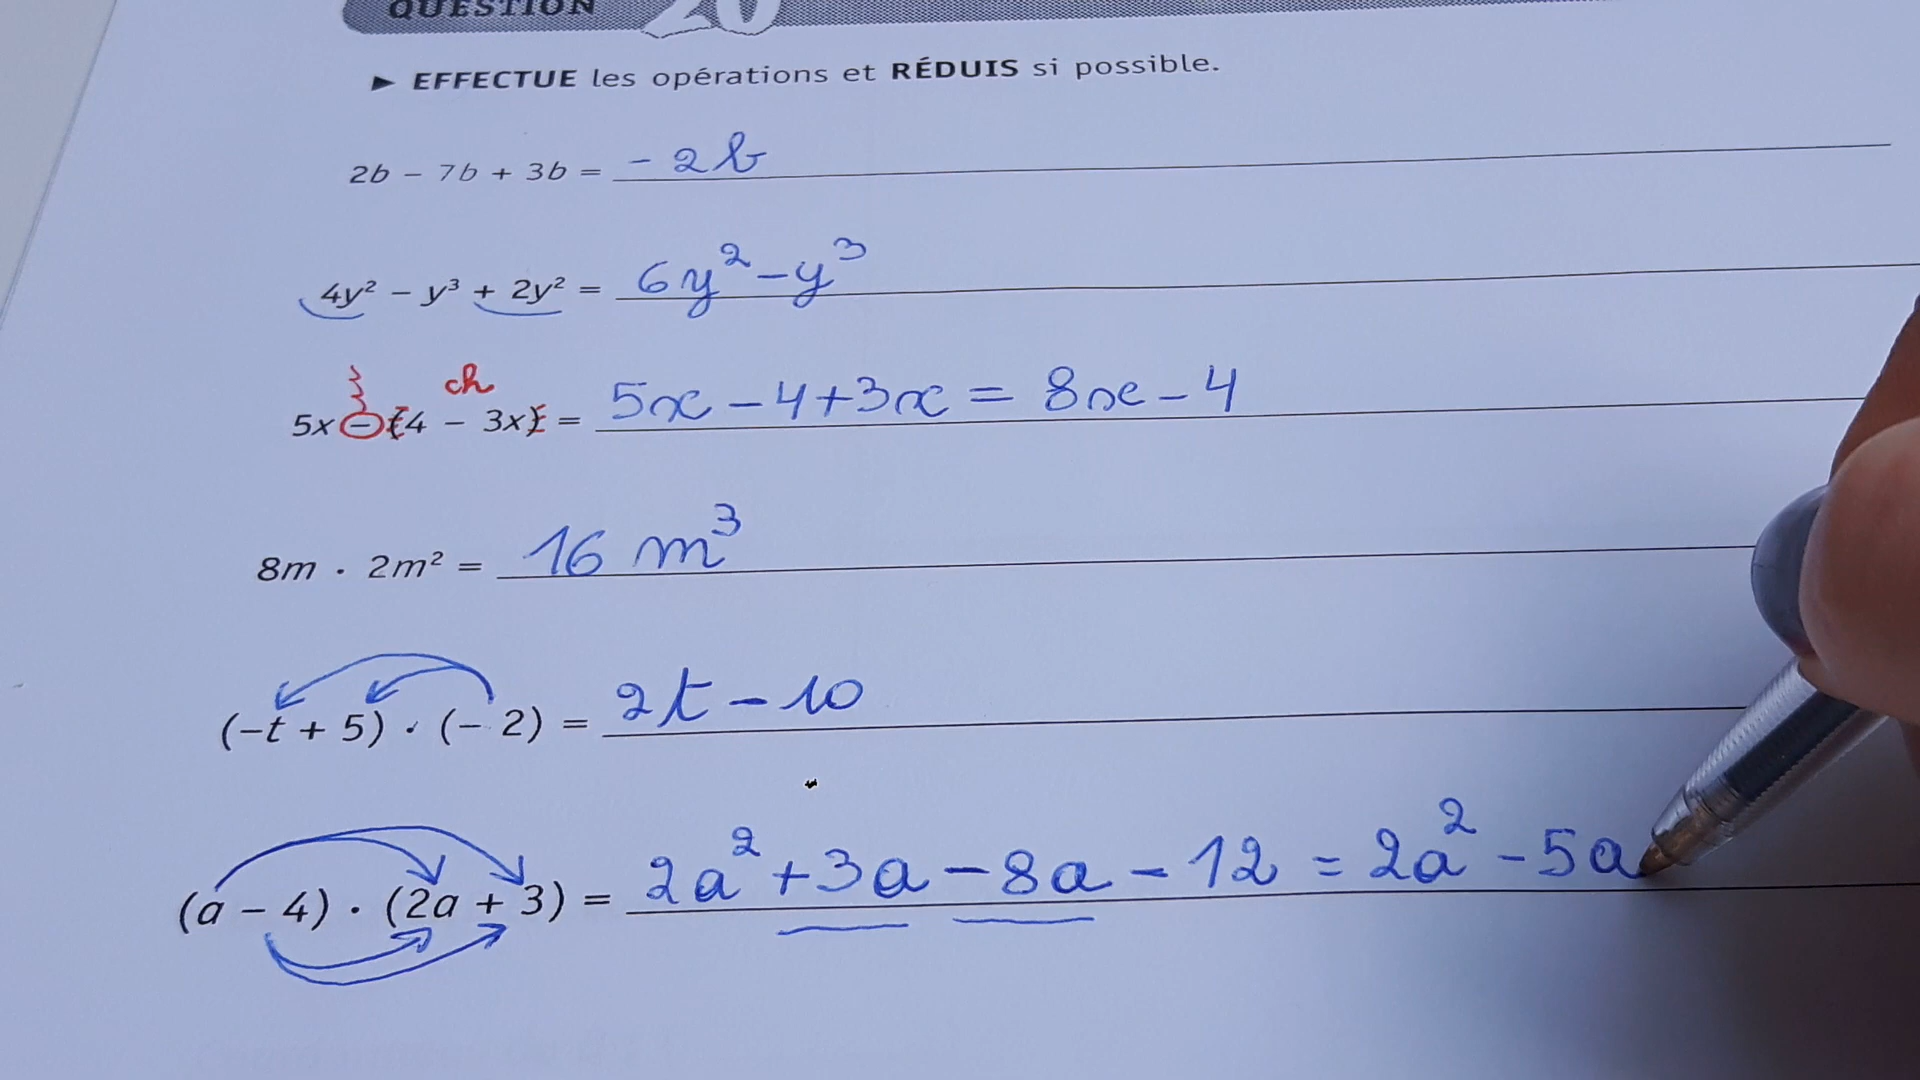 QUESTION 20
► EFFECTUE les opérations et RÉDUIS si possible.
2b – 7b + 3b = - 2b
4y² – y³ + 2y² = 6y² - y³
ch
5x – (4 – 3x) = 5x - 4 + 3x = 8x - 4
8m . 2m² = 16 m³
(–t + 5) . (– 2) = 2t - 10
(a – 4) . (2a + 3) = 2a² + 3a - 8a - 12 = 2a² - 5a